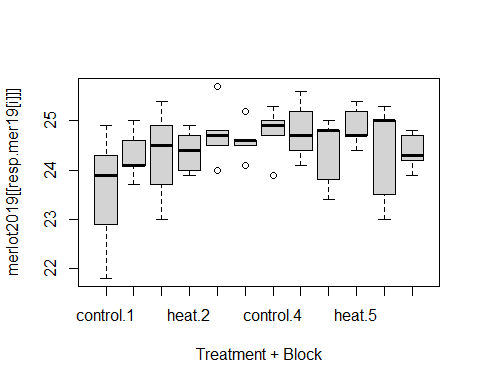 merlot2019[[resp.mer19[i]]]
25
24
23
22
control.1 heat.2 control.4 heat.5
Treatment + Block